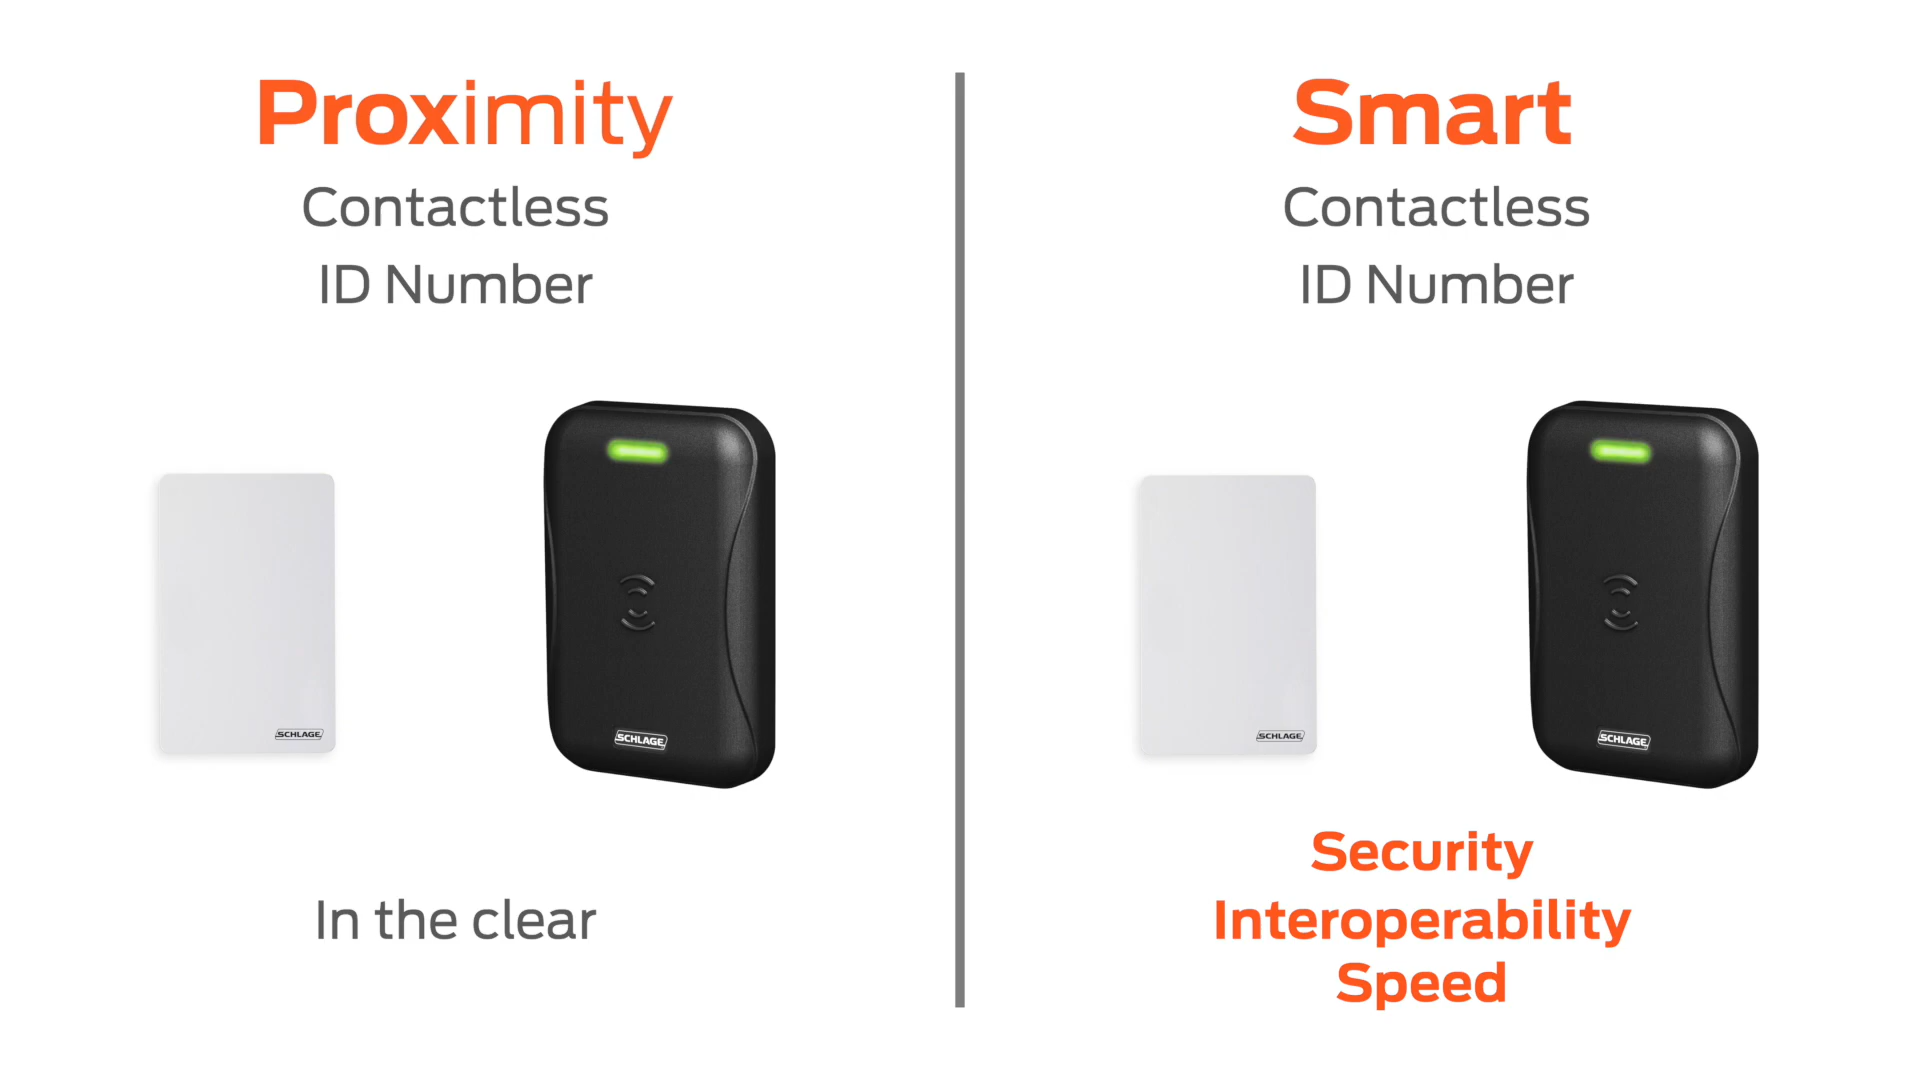 Proximity
Contactless
ID Number
SCHLAGE
SCHLAGE
In the clear
Smart
Contactless
ID Number
SCHLAGE
SCHLAGE
Security
Interoperability
Speed